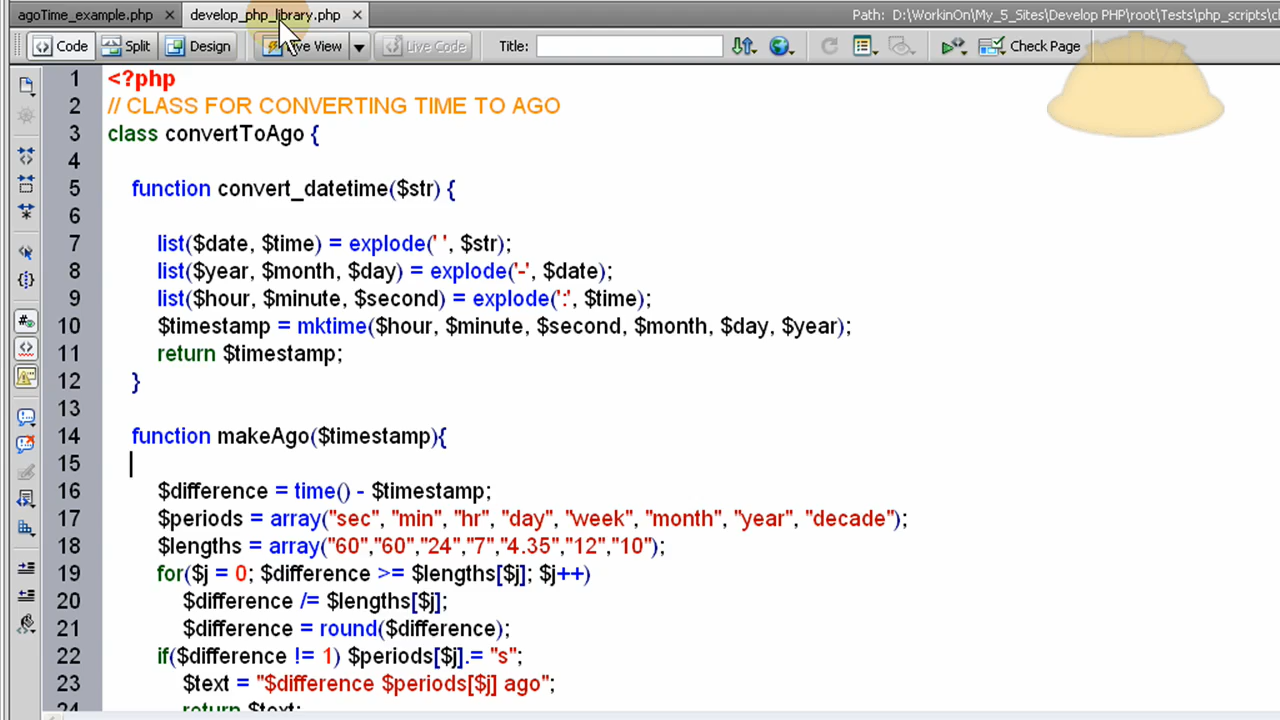 agoTime_example.php × develop_php_library.php × Path: D:\WorkinOn\My_5_Sites\Develop PHP\root\Tests\php_scripts\c
Code Split Design Live View Live Code Title: Check Page
1 <?php
2 // CLASS FOR CONVERTING TIME TO AGO
3 class convertToAgo {
4
5 function convert_datetime($str) {
6
7 list($date, $time) = explode(' ', $str);
8 list($year, $month, $day) = explode('-', $date);
9 list($hour, $minute, $second) = explode(':', $time);
10 $timestamp = mktime($hour, $minute, $second, $month, $day, $year);
11 return $timestamp;
12 }
13
14 function makeAgo($timestamp){
15
16 $difference = time() - $timestamp;
17 $periods = array("sec", "min", "hr", "day", "week", "month", "year", "decade");
18 $lengths = array("60","60","24","7","4.35","12","10");
19 for($j = 0; $difference >= $lengths[$j]; $j++)
20 $difference /= $lengths[$j];
21 $difference = round($difference);
22 if($difference != 1) $periods[$j].= "s";
23 $text = "$difference $periods[$j] ago";
24 return $text;